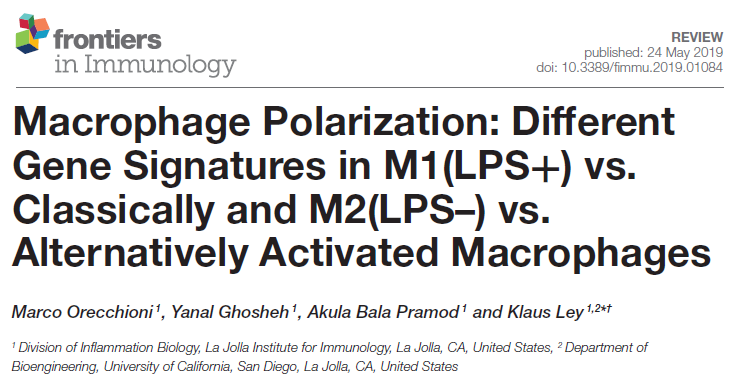 frontiers
in Immunology
REVIEW
published: 24 May 2019
doi: 10.3389/fimmu.2019.01084
Macrophage Polarization: Different
Gene Signatures in M1(LPS+) vs.
Classically and M2(LPS–) vs.
Alternatively Activated Macrophages
Marco Orecchioni¹, Yanal Ghosheh¹, Akula Bala Pramod¹ and Klaus Ley¹,²*†
¹ Division of Inflammation Biology, La Jolla Institute for Immunology, La Jolla, CA, United States, ² Department of
Bioengineering, University of California, San Diego, La Jolla, CA, United States